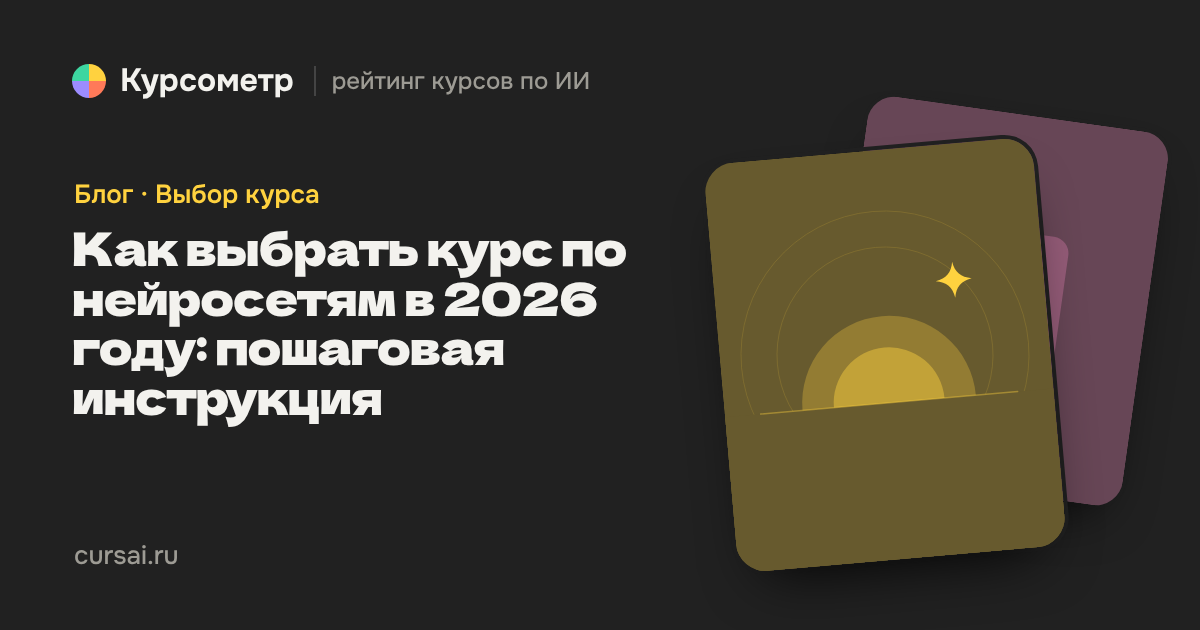 Курсометр
рейтинг курсов по ИИ
Блог · Выбор курса
Как выбрать курс по
нейросетям в 2026
году: пошаговая
инструкция
cursai.ru